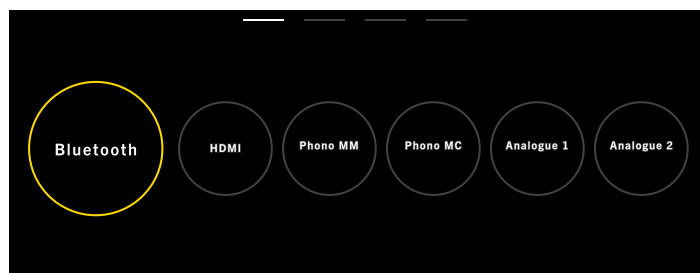 Bluetooth
HDMI
Phono MM
Phono MC
Analogue 1
Analogue 2